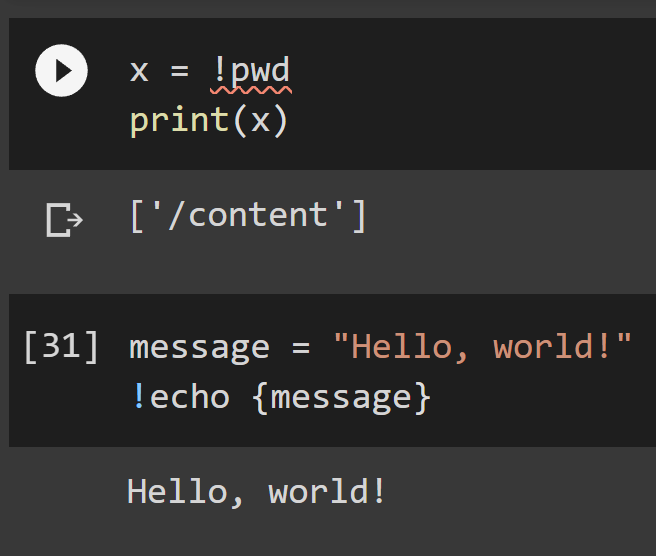 x = !pwd
print(x)
['/content']
[31] message = "Hello, world!"
!echo {message}
Hello, world!